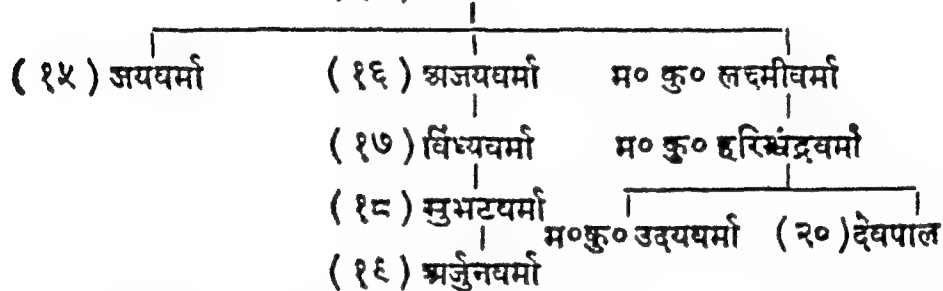 ( १५ ) जयवर्मा ( १६ ) अजयवर्मा म० कु० लक्ष्मीवर्मा
( १७ ) विंध्यवर्मा म० कु० हरिश्चंद्रवर्मा
( १८ ) सुभटवर्मा म०कु० उदयवर्मा ( २० ) देवपाल
( १९ ) अर्जुनवर्मा